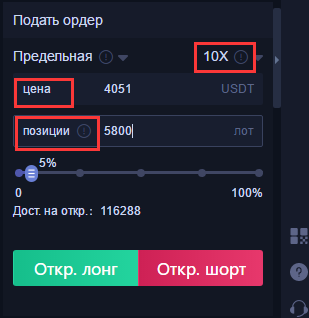 Подать ордер
Предельная 10X
цена 4051 USDT
позиции 5800 лот
5%
0 100%
Дост. на откр.: 116288
Откр. лонг Откр. шорт